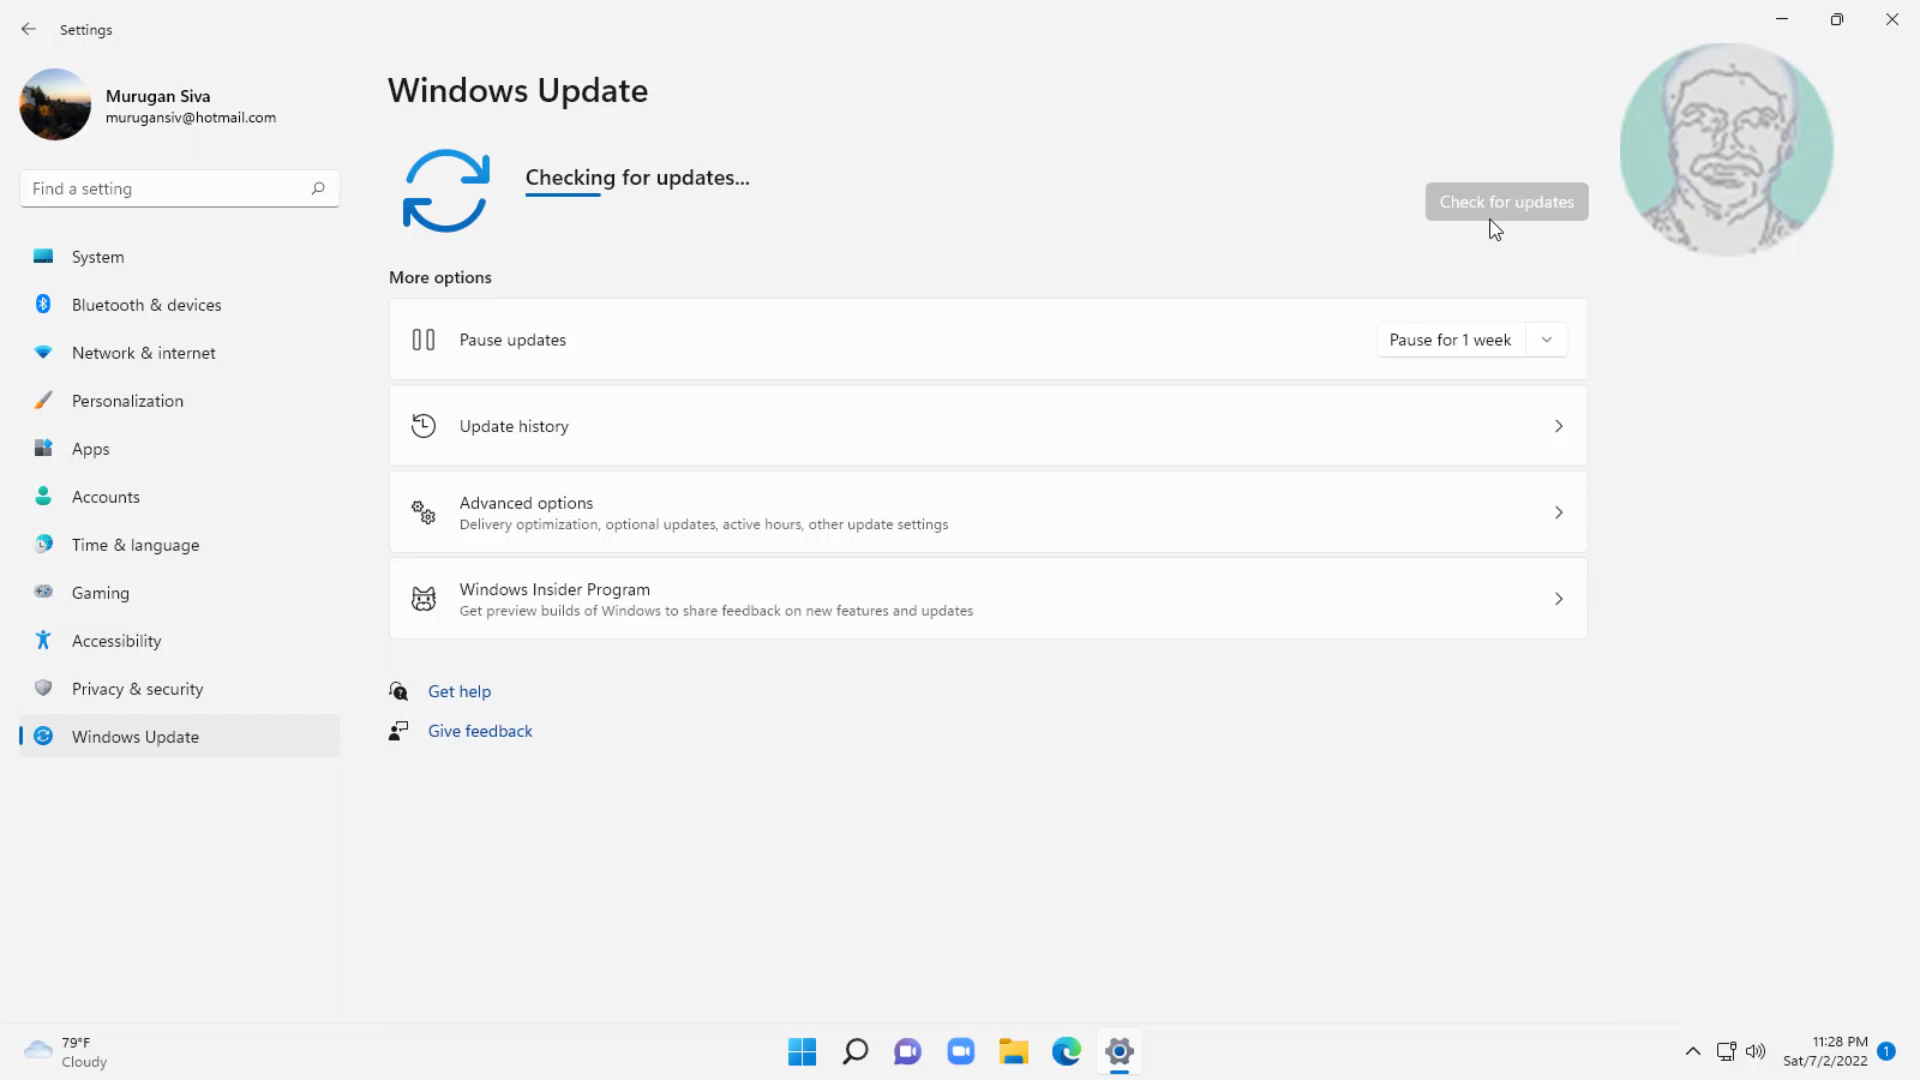 Settings
Murugan Siva
murugansiv@hotmail.com
Find a setting
System
Bluetooth & devices
Network & internet
Personalization
Apps
Accounts
Time & language
Gaming
Accessibility
Privacy & security
Windows Update
Windows Update
Checking for updates...
Check for updates
More options
Pause updates
Pause for 1 week
Update history
Advanced options
Delivery optimization, optional updates, active hours, other update settings
Windows Insider Program
Get preview builds of Windows to share feedback on new features and updates
Get help
Give feedback
79°F
Cloudy
11:28 PM
Sat/7/2/2022
1